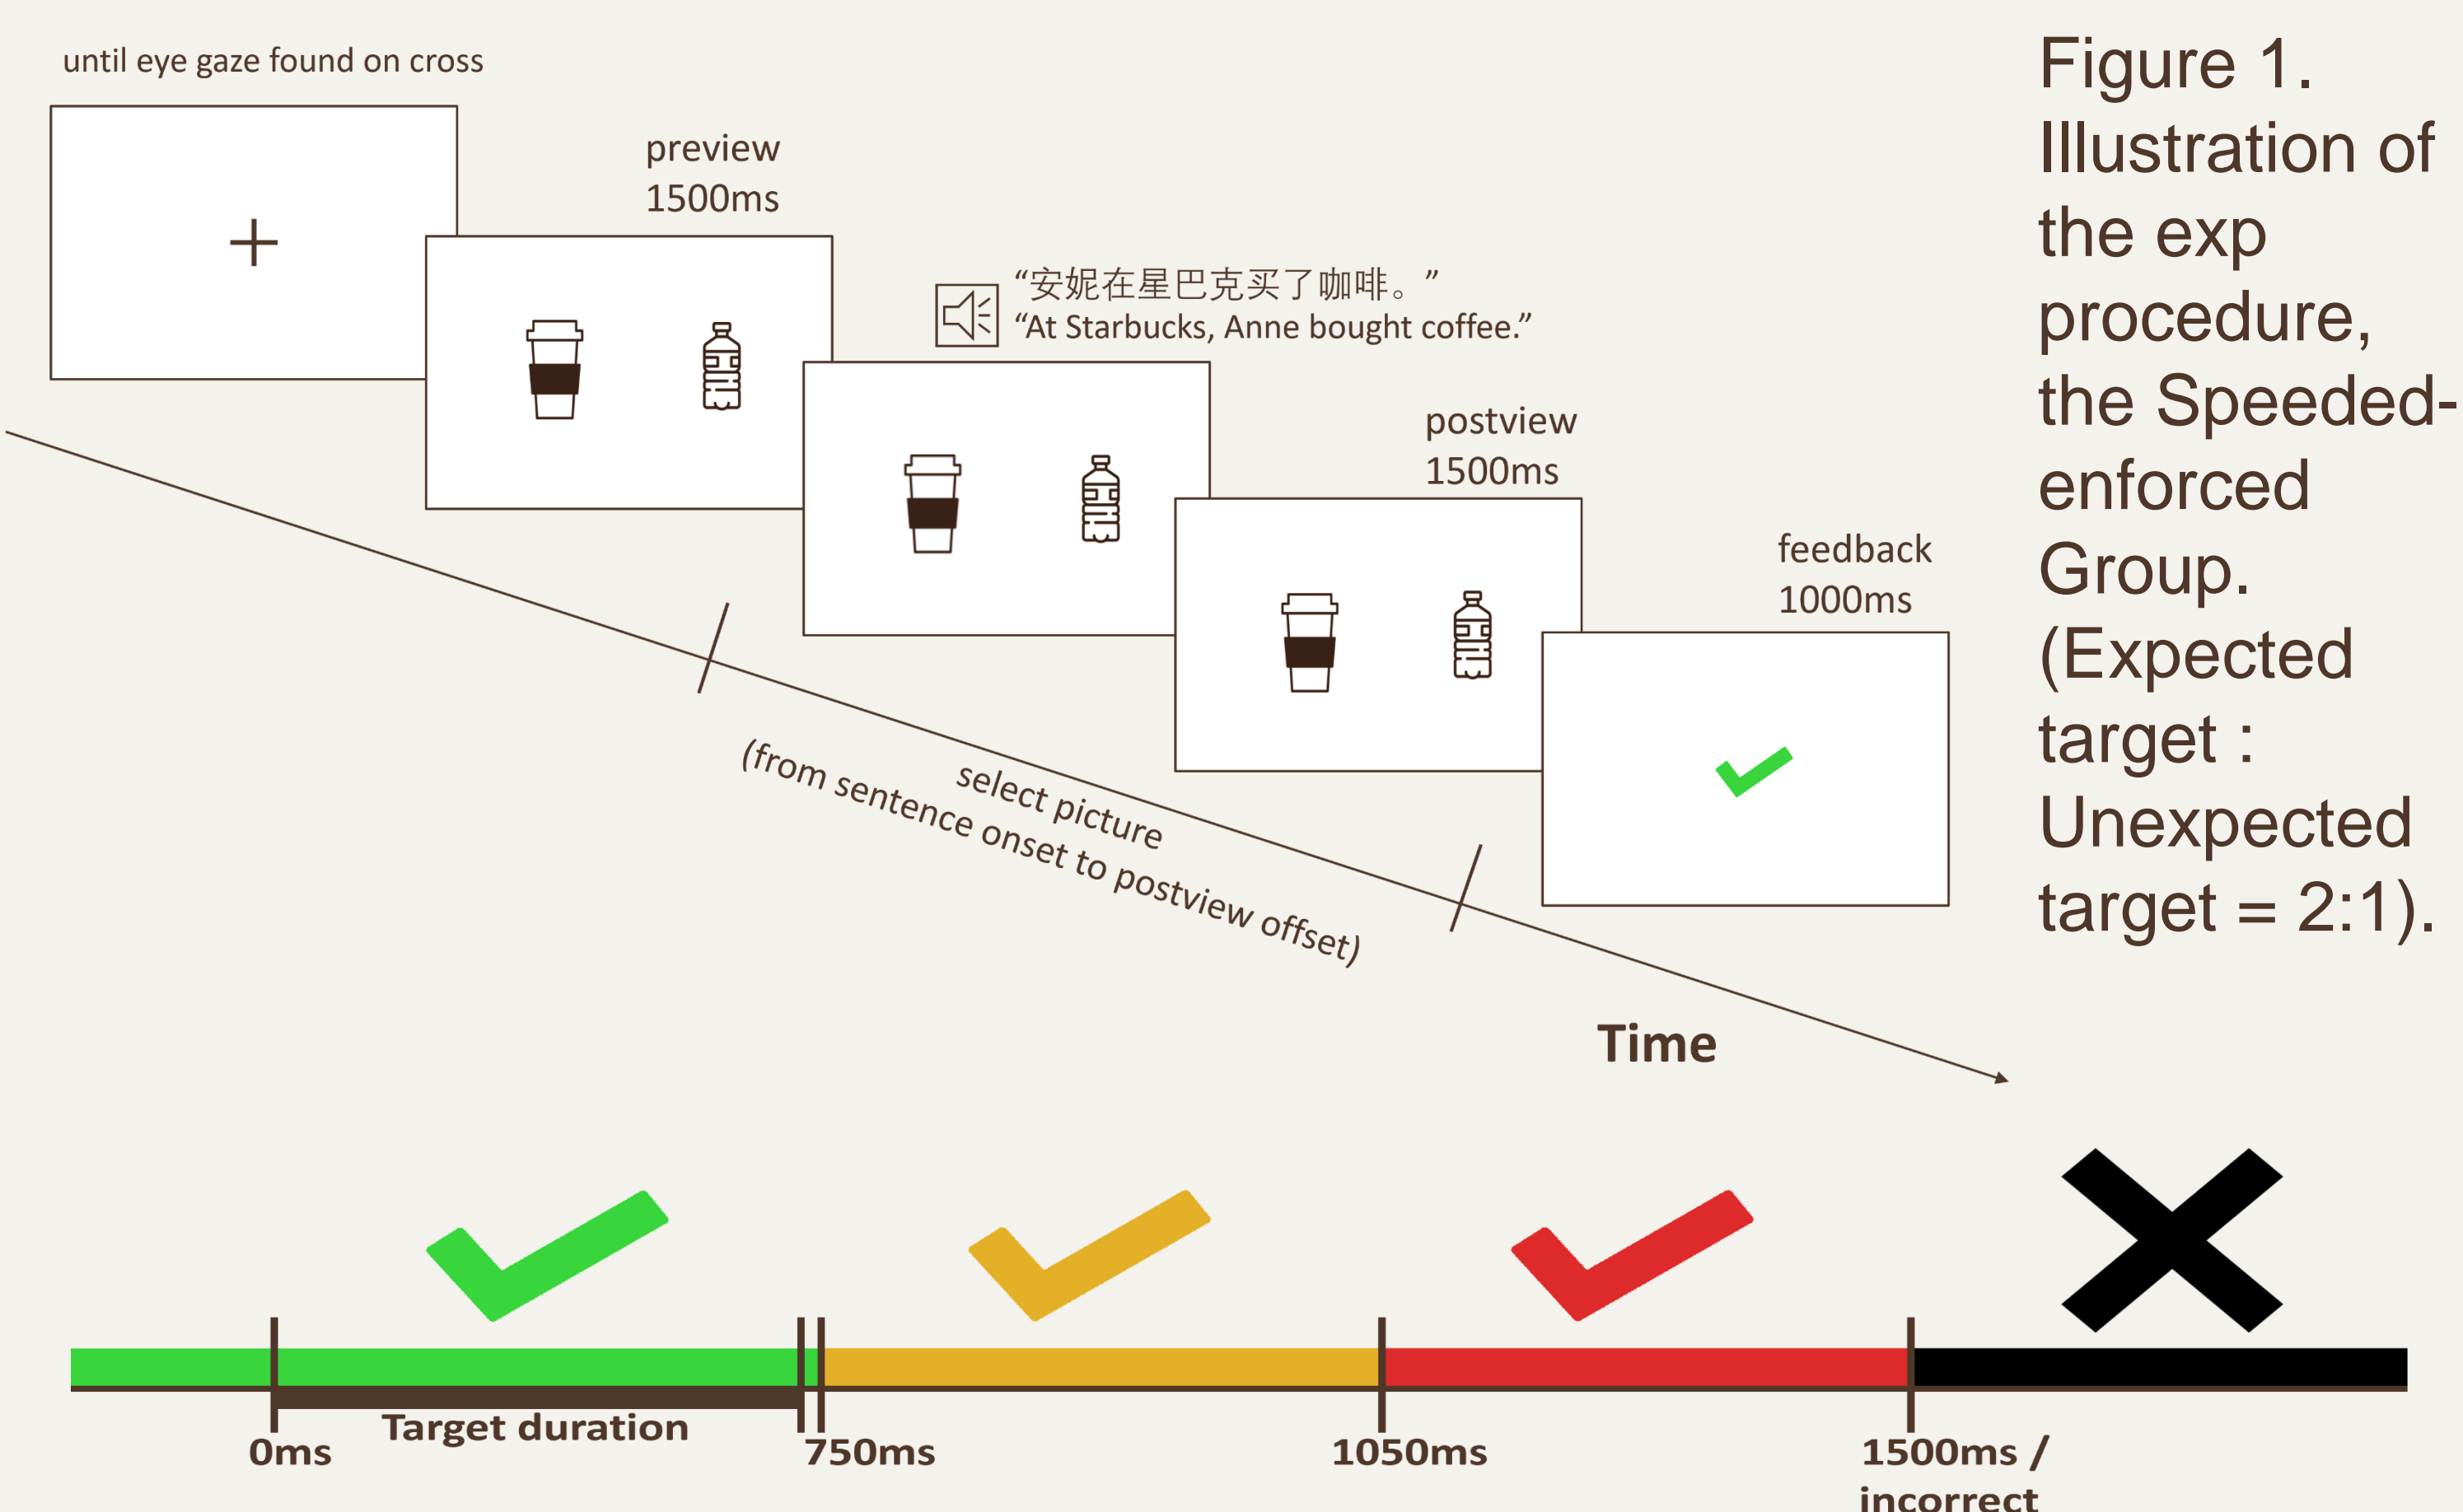 until eye gaze found on cross
preview
1500ms
“安妮在星巴克买了咖啡。”
“At Starbucks, Anne bought coffee.”
postview
1500ms
feedback
1000ms
select picture
(from sentence onset to postview offset)
Time
Figure 1.
Illustration of
the exp
procedure,
the Speeded-
enforced
Group.
(Expected
target :
Unexpected
target = 2:1).
Target duration
0ms
750ms
1050ms
1500ms /
incorrect